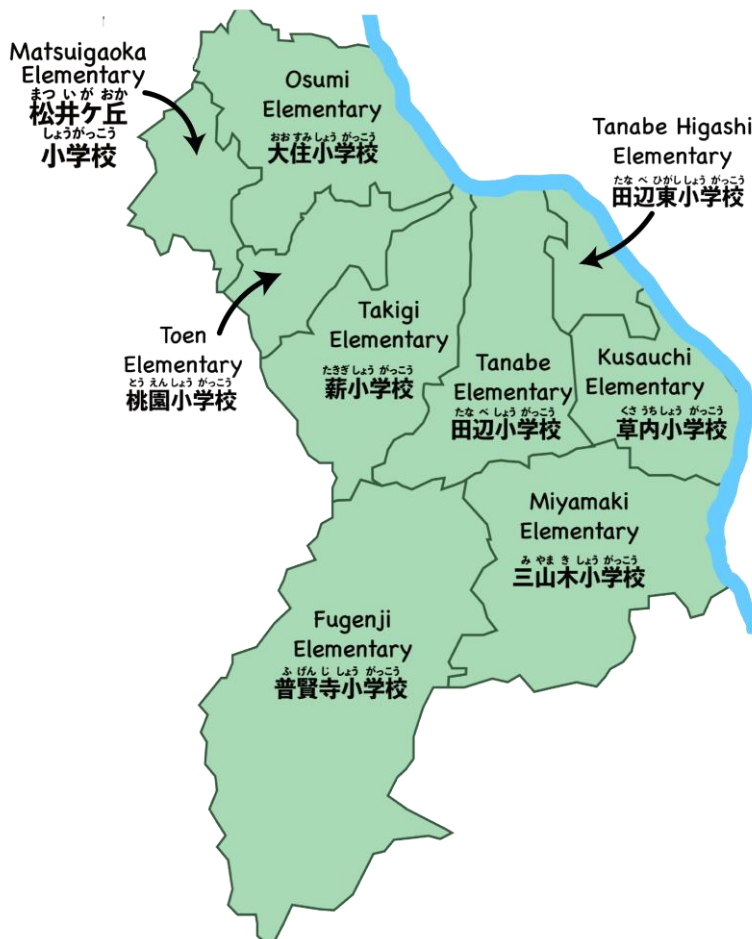 Matsuigaoka
Elementary
まつ い が おか
松井ケ丘
しょうがっこう
小学校
Osumi
Elementary
おお すみ しょう がっこう
大住小学校
Tanabe Higashi
Elementary
たな べ ひがし しょう がっこう
田辺東小学校
Toen
Elementary
とう えん しょう がっこう
桃園小学校
Takigi
Elementary
たきぎ しょう がっこう
薪小学校
Tanabe
Elementary
たな べ しょう がっこう
田辺小学校
Kusauchi
Elementary
くさ うち しょう がっこう
草内小学校
Miyamaki
Elementary
み やま き しょう がっこう
三山木小学校
Fugenji
Elementary
ふ げん じ しょう がっこう
普賢寺小学校